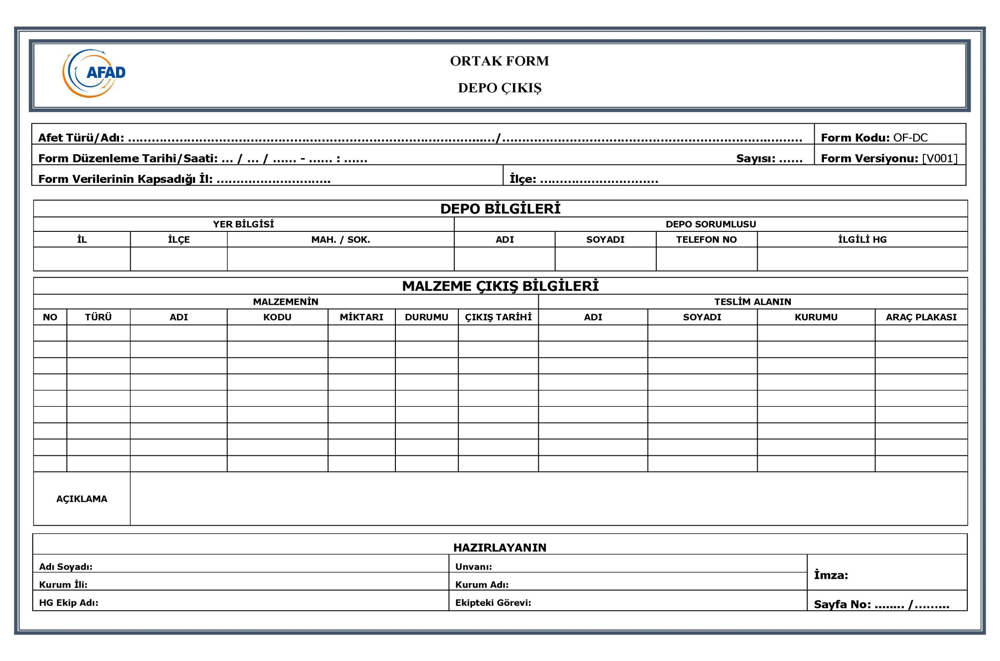 AFAD
ORTAK FORM
DEPO ÇIKIŞ
Afet Türü/Adı: ……………………………………………………………………………………...…/……………………………………………………………..………
Form Kodu: OF-DC
Form Düzenleme Tarihi/Saati: … / … / …… - …… : ……
Sayısı: ……
Form Versiyonu: [V001]
Form Verilerinin Kapsadığı İl: ………………………..
İlçe: …………………………
DEPO BİLGİLERİ
YER BİLGİSİ DEPO SORUMLUSU
İL İLÇE MAH. / SOK. ADI SOYADI TELEFON NO İLGİLİ HG
MALZEME ÇIKIŞ BİLGİLERİ
MALZEMENİN TESLİM ALANIN
NO TÜRÜ ADI KODU MİKTARI DURUMU ÇIKIŞ TARİHİ ADI SOYADI KURUMU ARAÇ PLAKASI
AÇIKLAMA
HAZIRLAYANIN
Adı Soyadı: Unvanı:
İmza:
Kurum İli: Kurum Adı:
HG Ekip Adı: Ekipteki Görevi:
Sayfa No: …..... /………